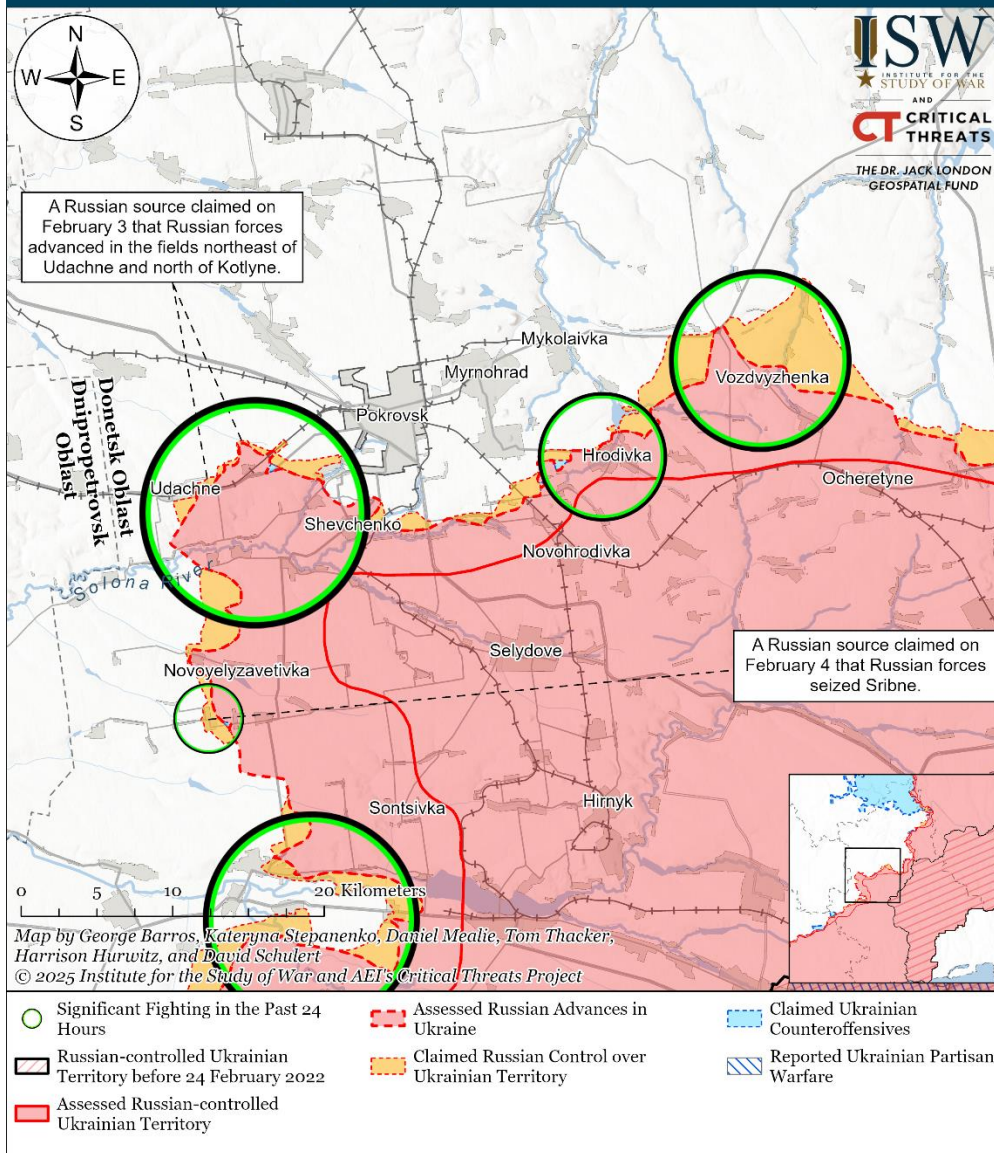 N
W
E
S
ISW
INSTITUTE FOR THE
STUDY OF WAR
AND
CT CRITICAL
THREATS
THE DR. JACK LONDON
GEOSPATIAL FUND
A Russian source claimed on
February 3 that Russian forces
advanced in the fields northeast of
Udachne and north of Kotlyne.
Mykolaivka
Myrnohrad
Vozdvyzhenka
Donetsk Oblast
Dnipropetrovsk
Oblast
Pokrovsk
Hrodivka
Udachne
Ocheretyne
Shevchenko
Novohrodivka
Solona River
Selydove
A Russian source claimed on
February 4 that Russian forces
seized Sribne.
Novoyelyzavetivka
Sontsivka
Hirnyk
0 5 10 20 Kilometers
Map by George Barros, Kateryna Stepanenko, Daniel Mealie, Tom Thacker,
Harrison Hurwitz, and David Schulert
© 2025 Institute for the Study of War and AEI's Critical Threats Project
Significant Fighting in the Past 24
Hours
Russian-controlled Ukrainian
Territory before 24 February 2022
Assessed Russian-controlled
Ukrainian Territory
Assessed Russian Advances in
Ukraine
Claimed Russian Control over
Ukrainian Territory
Claimed Ukrainian
Counteroffensives
Reported Ukrainian Partisan
Warfare